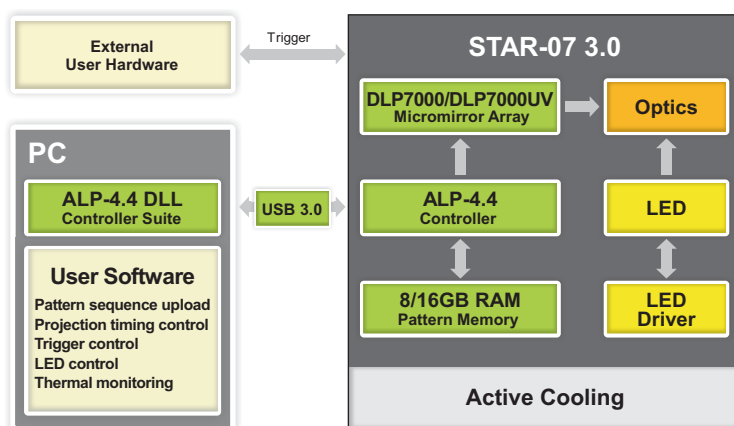 External
User Hardware
Trigger
PC
ALP-4.4 DLL
Controller Suite
User Software
Pattern sequence upload
Projection timing control
Trigger control
LED control
Thermal monitoring
USB 3.0
STAR-07 3.0
DLP7000/DLP7000UV
Micromirror Array
Optics
ALP-4.4
Controller
LED
8/16GB RAM
Pattern Memory
LED
Driver
Active Cooling